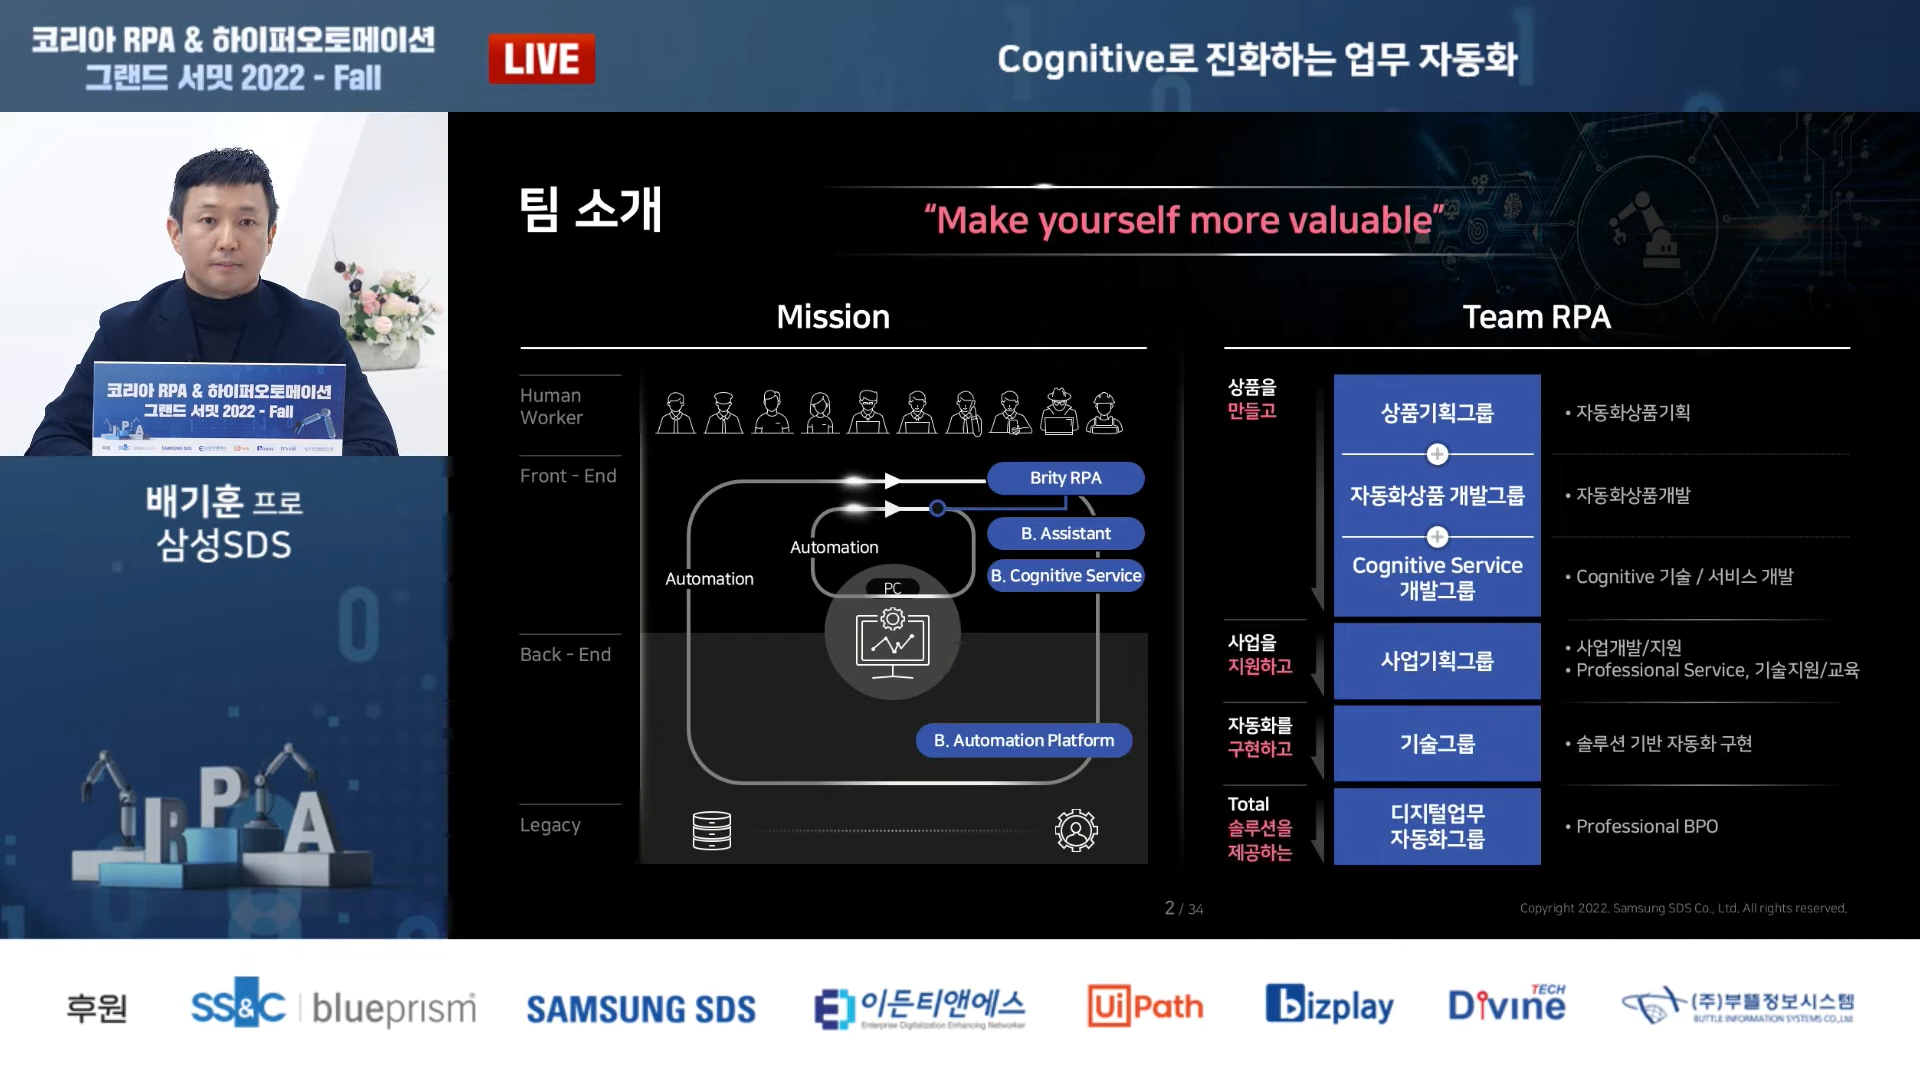 코리아 RPA & 하이퍼오토메이션
그랜드 서밋 2022 - Fall
LIVE
Cognitive로 진화하는 업무 자동화
코리아 RPA & 하이퍼오토메이션
그랜드 서밋 2022 - Fall
배기훈 프로
삼성SDS
RPA
팀 소개
“Make yourself more valuable”
Mission
Human
Worker
Front - End
Brity RPA
B. Assistant
Automation
B. Cognitive Service
Automation
PC
Back - End
B. Automation Platform
Legacy
Team RPA
상품을
만들고
상품기획그룹
• 자동화상품기획
자동화상품 개발그룹
• 자동화상품개발
Cognitive Service
개발그룹
• Cognitive 기술 / 서비스 개발
사업을
지원하고
사업기획그룹
• 사업개발/지원
• Professional Service, 기술지원/교육
자동화를
구현하고
기술그룹
• 솔루션 기반 자동화 구현
Total
솔루션을
제공하는
디지털업무
자동화그룹
• Professional BPO
2 / 34
Copyright 2022. Samsung SDS Co., Ltd. All rights reserved.
후원
SS&C | blueprism
SAMSUNG SDS
이든티앤에스
Enterprise Digitalization Enhancing Networker
UiPath
bizplay
Divine TECH
(주)부뜰정보시스템
BUTTLE INFORMATION SYSTEMS CO.,Ltd